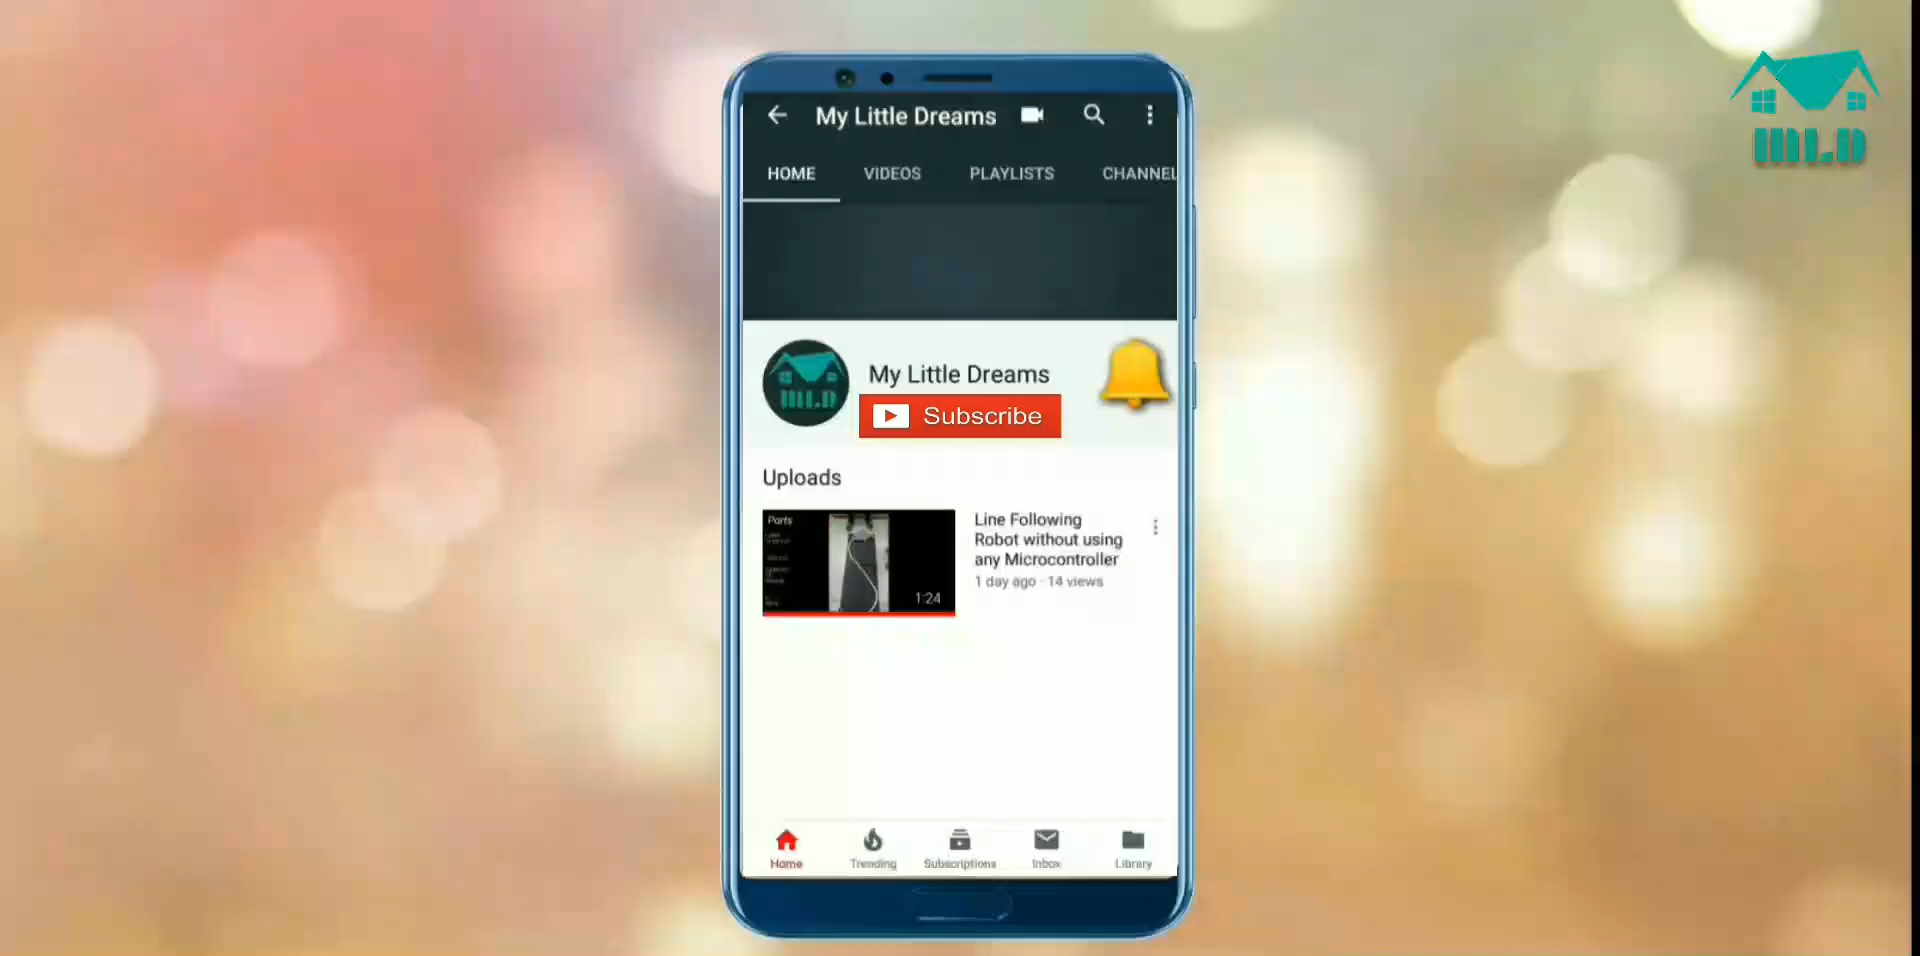 My Little Dreams
HOME VIDEOS PLAYLISTS CHANNEL
MLD
MLD
My Little Dreams
Subscribe
Uploads
Parts
1:24
Line Following
Robot without using
any Microcontroller
1 day ago · 14 views
Home Trending Subscriptions Inbox Library